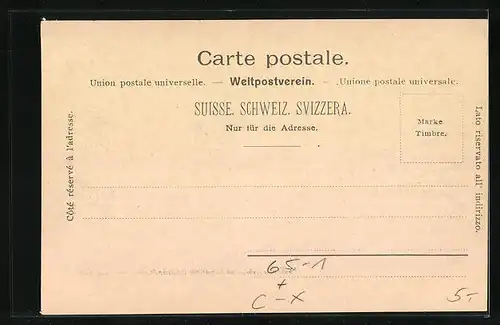 Carte postale.
Union postale universelle. — Weltpostverein. — Unione postale universale.
SUISSE. SCHWEIZ. SVIZZERA.
Nur für die Adresse.
Marke
Timbre.
Côté réservé à l'adresse.
Lato riservato all' indirizzo.
65-1
+
C-X
5-